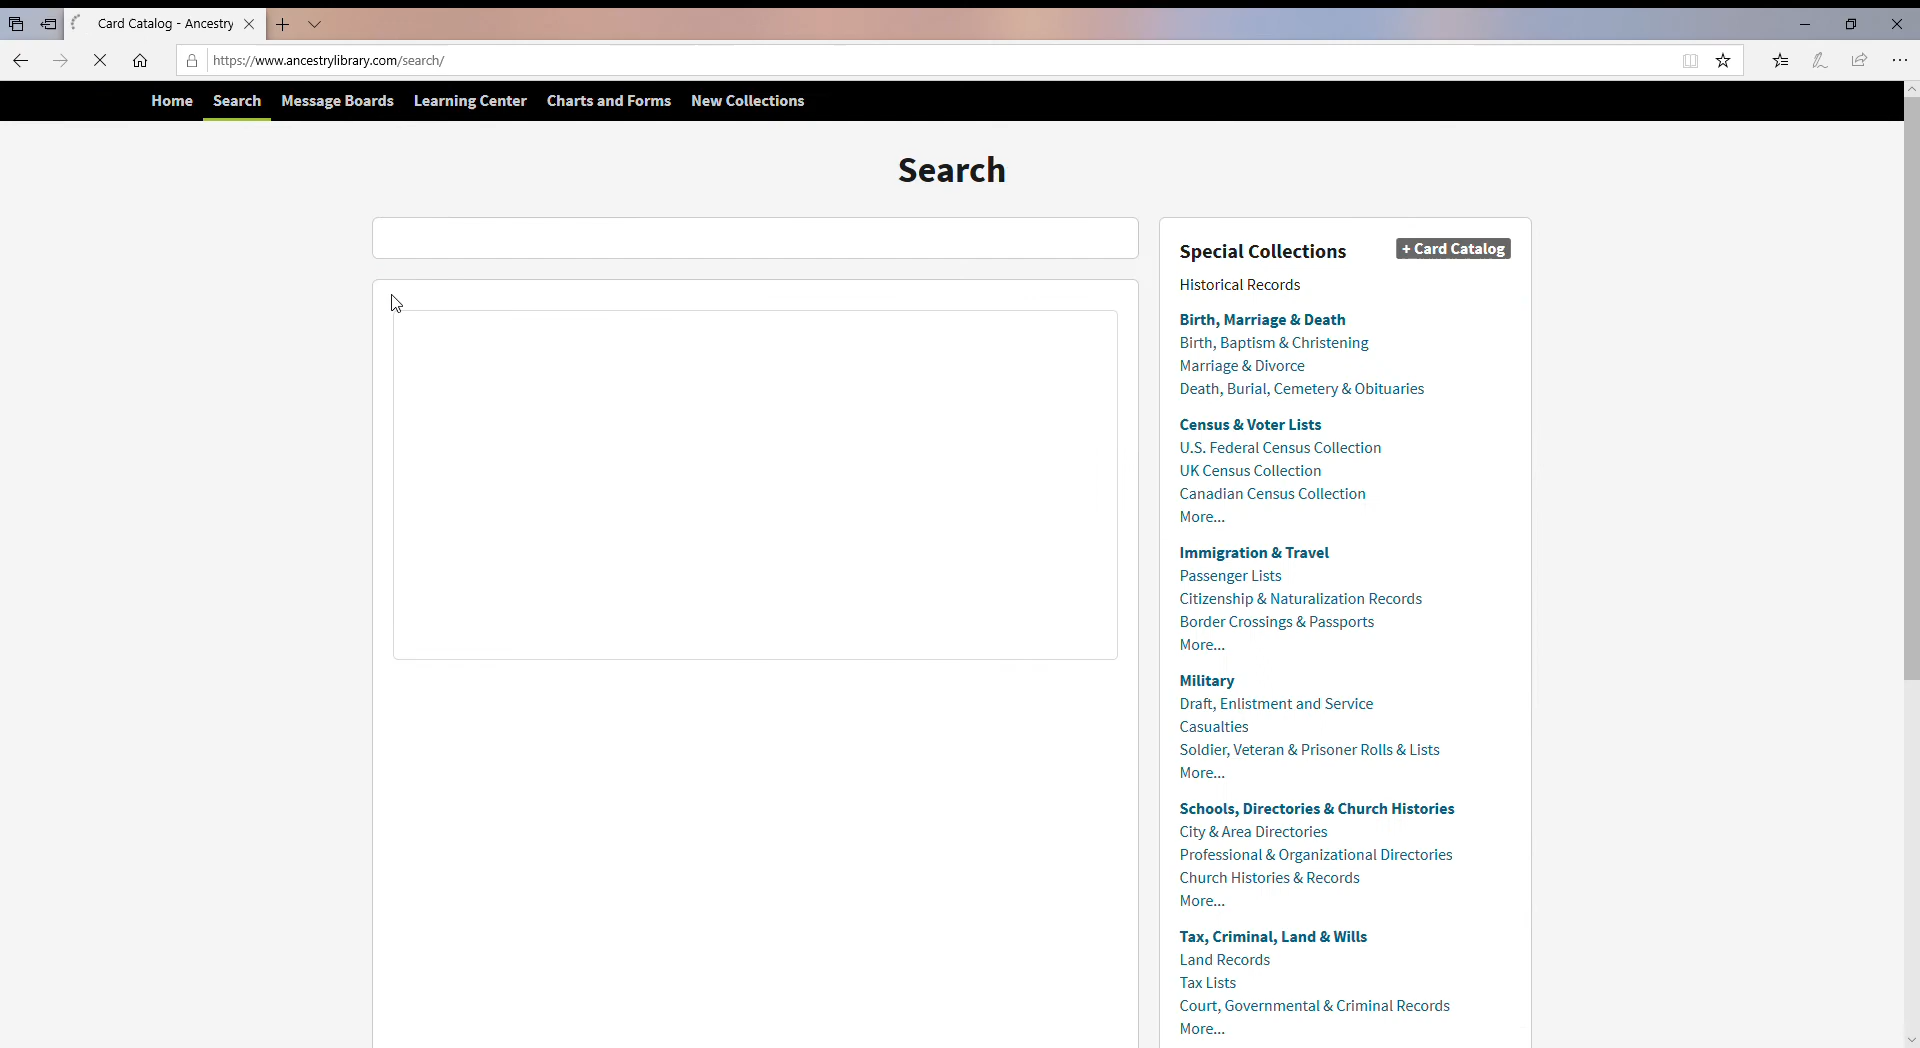 Card Catalog - Ancestry
https://www.ancestrylibrary.com/search/
Home Search Message Boards Learning Center Charts and Forms New Collections
Search
Special Collections
+ Card Catalog
Historical Records
Birth, Marriage & Death
Birth, Baptism & Christening
Marriage & Divorce
Death, Burial, Cemetery & Obituaries
Census & Voter Lists
U.S. Federal Census Collection
UK Census Collection
Canadian Census Collection
More...
Immigration & Travel
Passenger Lists
Citizenship & Naturalization Records
Border Crossings & Passports
More...
Military
Draft, Enlistment and Service
Casualties
Soldier, Veteran & Prisoner Rolls & Lists
More...
Schools, Directories & Church Histories
City & Area Directories
Professional & Organizational Directories
Church Histories & Records
More...
Tax, Criminal, Land & Wills
Land Records
Tax Lists
Court, Governmental & Criminal Records
More...